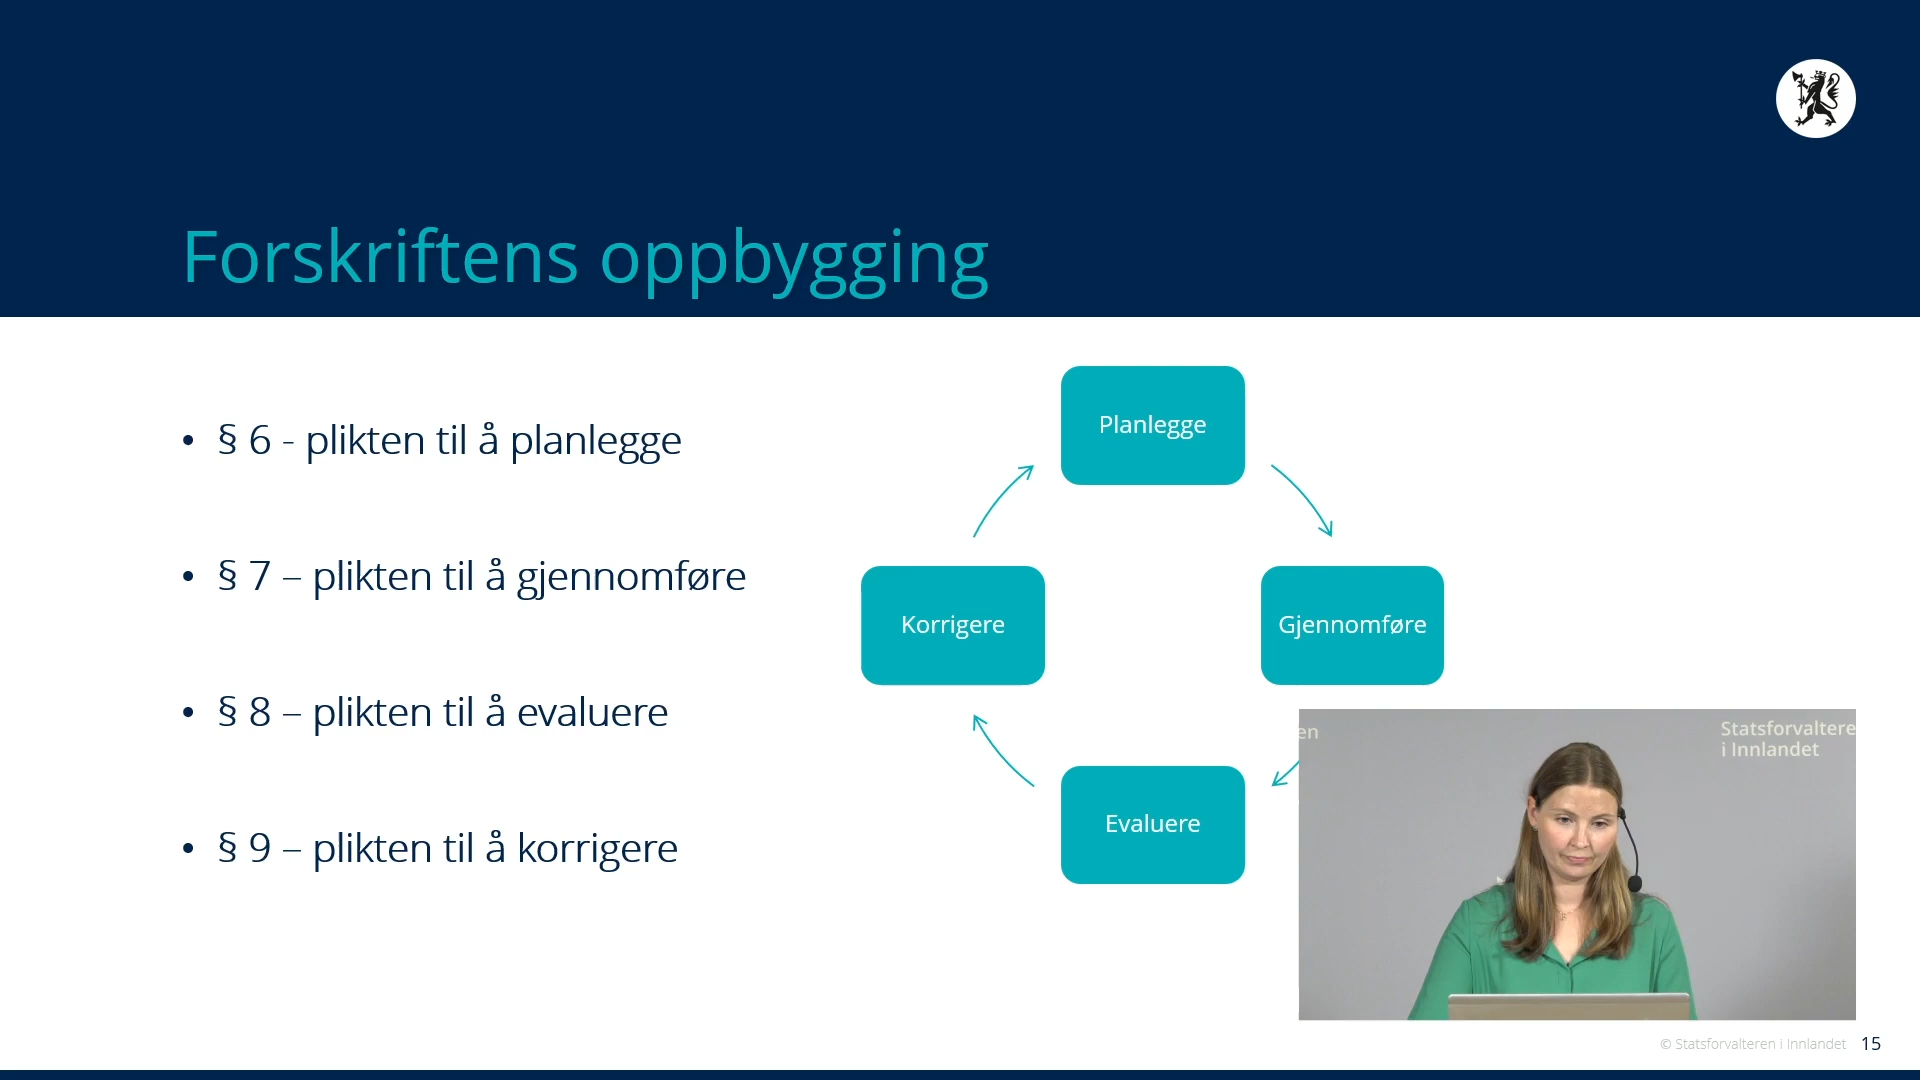 Forskriftens oppbygging
• § 6 - plikten til å planlegge
• § 7 – plikten til å gjennomføre
• § 8 – plikten til å evaluere
• § 9 – plikten til å korrigere
Planlegge
Korrigere
Gjennomføre
Evaluere
en
Statsforvaltere
i Innlandet
© Statsforvalteren i Innlandet 15